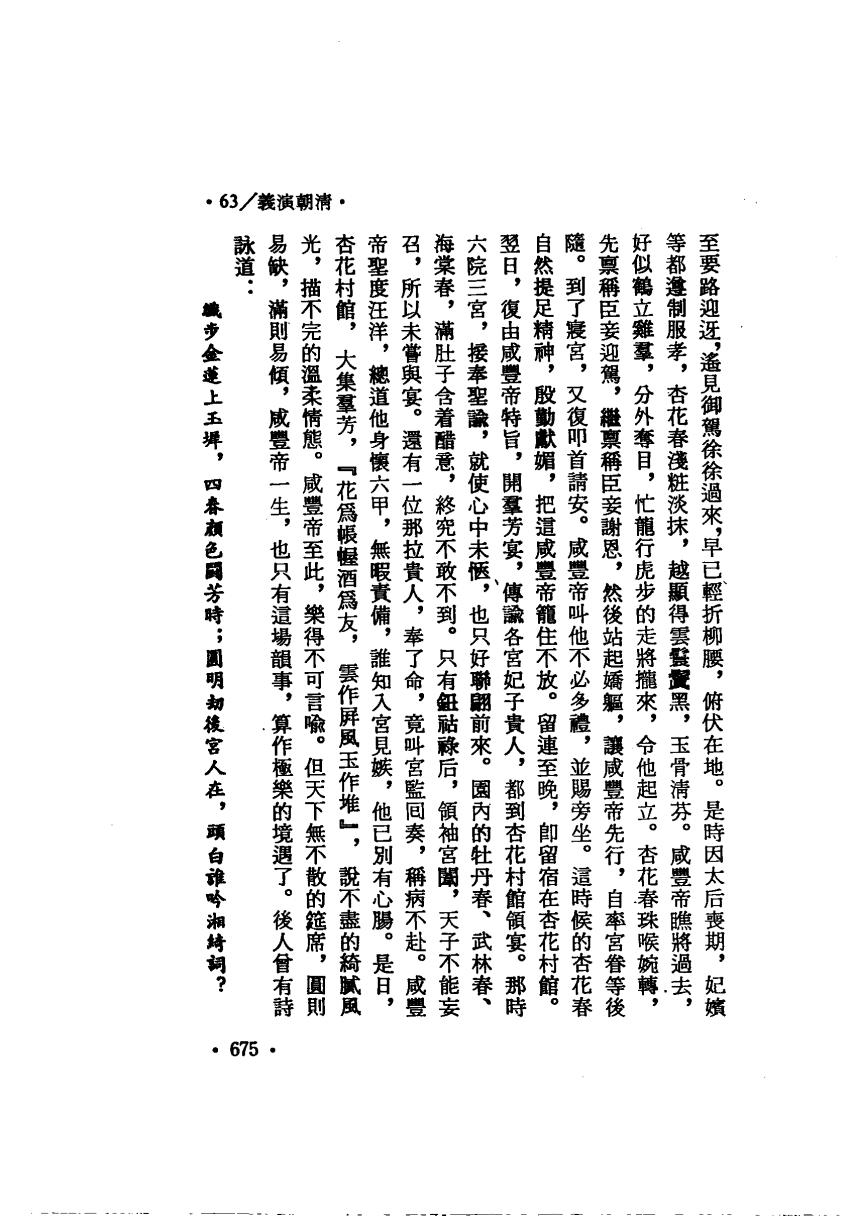 ·63/義演朝清·
至要路迎迓，遙見御駕徐徐過來，早已輕折柳腰，俯伏在地。是時因太后喪期，妃嬪
等都遵制服孝，杏花春淺粧淡抹，越顯得雲鬟鬒黑，玉骨清芬。咸豐帝瞧將過去，
好似鶴立雞羣，分外奪目，忙龍行虎步的走將攏來，令他起立。杏花春珠喉婉轉，
先禀稱臣妾迎駕，繼禀稱臣妾謝恩，然後站起嬌軀，讓咸豐帝先行，自率宮眷等後
隨。到了寢宮，又復叩首請安。咸豐帝叫他不必多禮，並賜旁坐。這時候的杏花春
自然提足精神，殷勤獻媚，把這咸豐帝籠住不放。留連至晚，卽留宿在杏花村館。
翌日，復由咸豐帝特旨，開羣芳宴，傳諭各宮妃子貴人，都到杏花村館領宴。那時
六院三宮，接奉聖諭，就使心中未愜，也只好聯翩前來。園內的牡丹春、武林春、
海棠春，滿肚子含着醋意，終究不敢不到。只有鈕祜祿后，領袖宮闈，天子不能妄
召，所以未嘗與宴。還有一位那拉貴人，奉了命，竟叫宮監囘奏，稱病不赴。咸豐
帝聖度汪洋，總道他身懷六甲，無暇責備，誰知入宮見嫉，他已別有心腸。是日，
杏花村館，大集羣芳，『花爲帳幄酒爲友，雲作屏風玉作堆』，說不盡的綺膩風
光，描不完的溫柔情態。咸豐帝至此，樂得不可言喻。但天下無不散的筵席，圓則
易缺，滿則易傾，咸豐帝一生，也只有這場韻事，算作極樂的境遇了。後人曾有詩
詠道：
纖步金蓮上玉墀，四春顏色鬪芳時；圓明劫後宮人在，頭白誰吟湘綺詞？
·675·